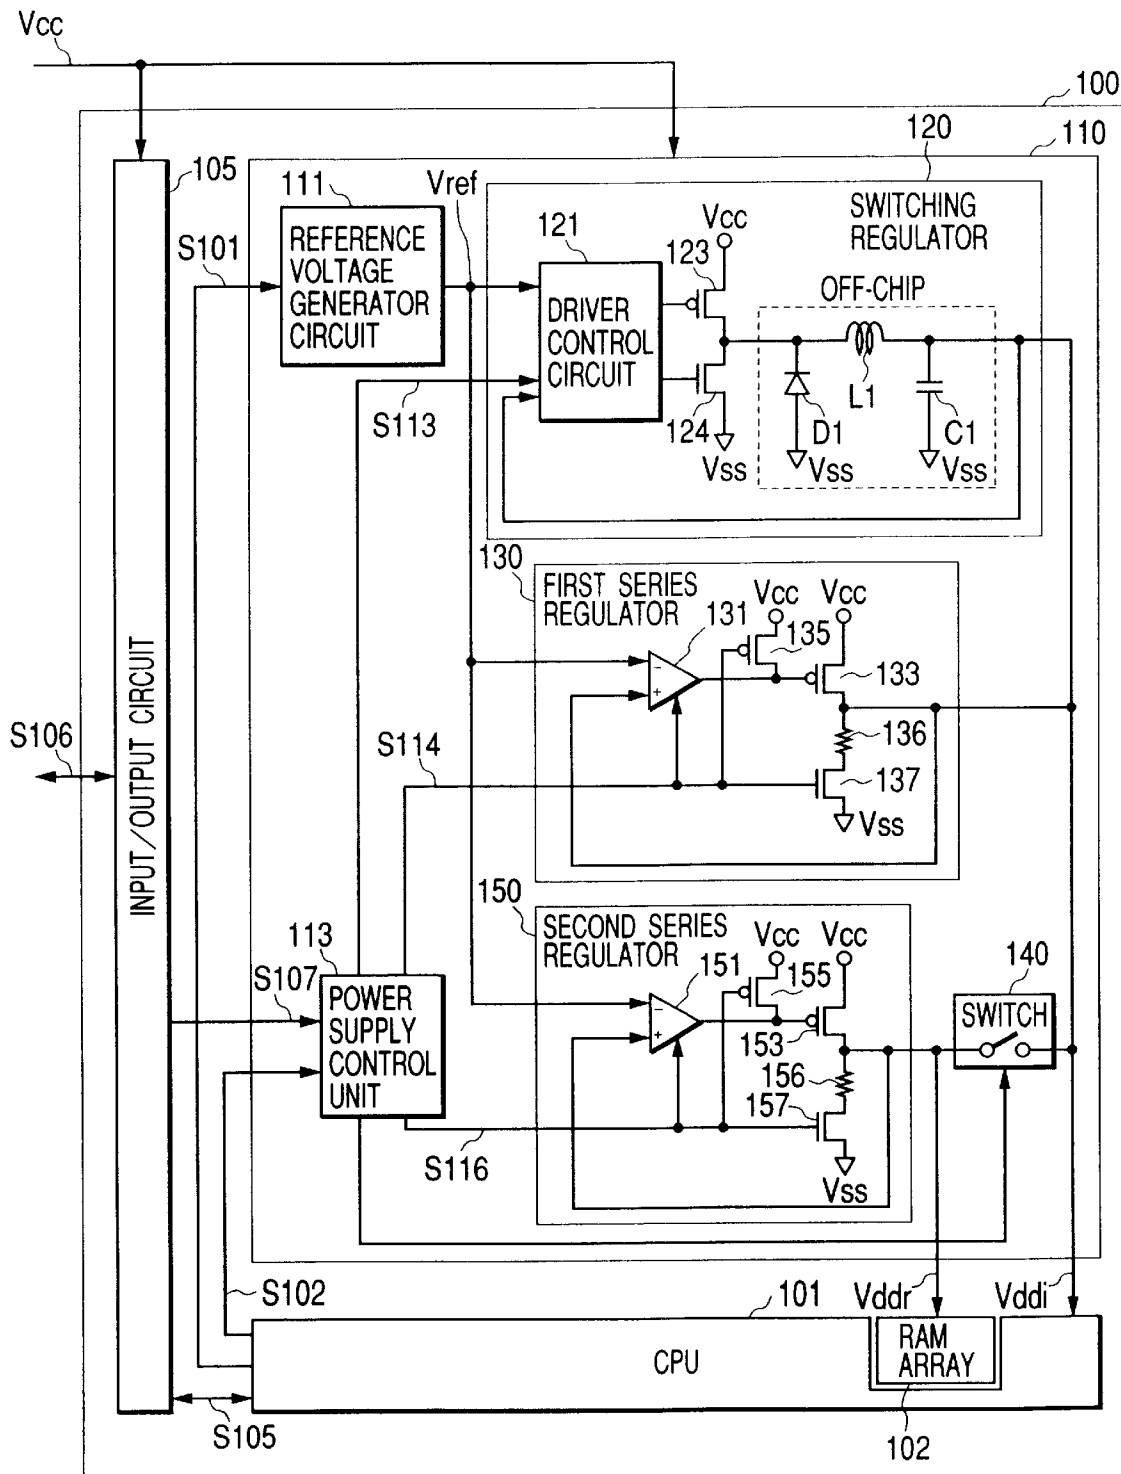 Vcc
100
120
110
105
111
Vref
SWITCHING
REGULATOR
Vcc
121
123
S101
REFERENCE
VOLTAGE
GENERATOR
CIRCUIT
OFF-CHIP
DRIVER
CONTROL
CIRCUIT
L1
S113
124
D1
C1
Vss
Vss
Vss
130
FIRST SERIES
REGULATOR
Vcc
Vcc
131
135
133
-
+
136
S106
S114
137
Vss
INPUT/OUTPUT CIRCUIT
150
SECOND SERIES
REGULATOR
Vcc
Vcc
113
151
155
140
S107
POWER
SUPPLY
CONTROL
UNIT
-
+
SWITCH
153
156
157
S116
Vss
S102
101
Vddr
Vddi
CPU
RAM
ARRAY
S105
102